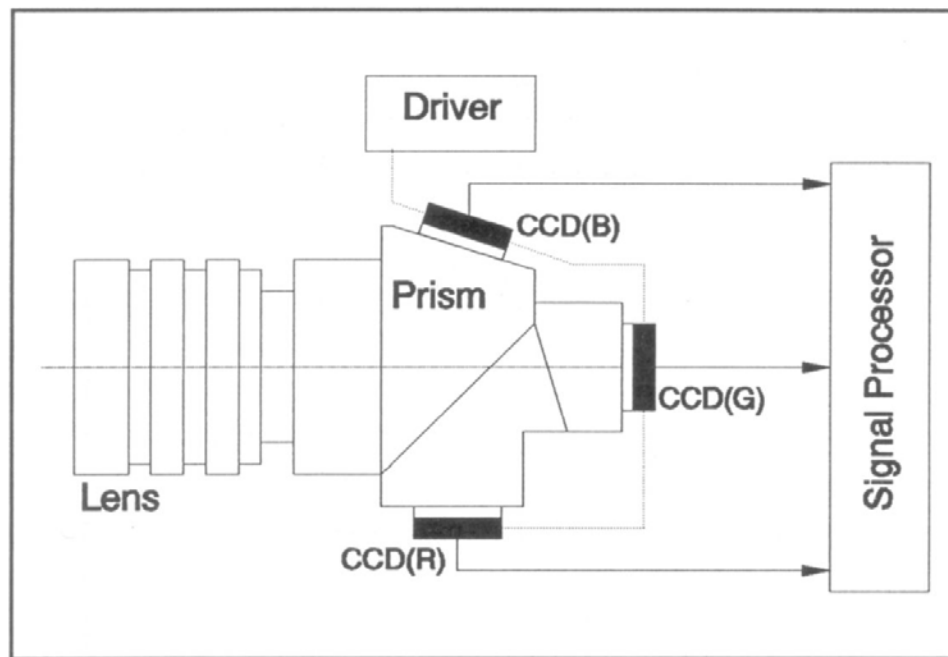 Driver
CCD(B)
Prism
CCD(G)
Signal Processor
Lens
CCD(R)